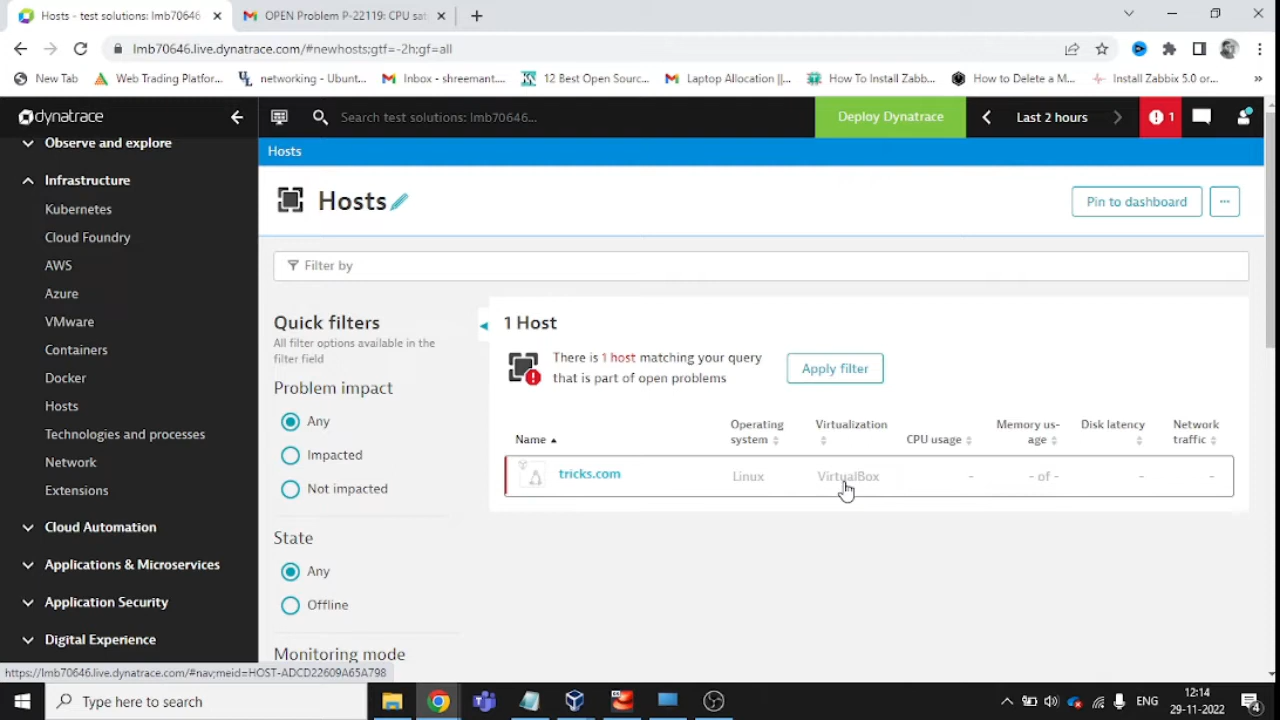 Hosts - test solutions: lmb70646
OPEN Problem P-22119: CPU sat
lmb70646.live.dynatrace.com/#newhosts;gtf=-2h;gf=all
New Tab
Web Trading Platfor...
networking - Ubunt...
Inbox - shreemant....
12 Best Open Sourc...
Laptop Allocation ||...
How To Install Zabb...
How to Delete a M...
Install Zabbix 5.0 or...
»
dynatrace
Search test solutions: lmb70646...
Deploy Dynatrace
Last 2 hours
1
Observe and explore
Infrastructure
Kubernetes
Cloud Foundry
AWS
Azure
VMware
Containers
Docker
Hosts
Technologies and processes
Network
Extensions
Cloud Automation
Applications & Microservices
Application Security
Digital Experience
Hosts
Hosts
Pin to dashboard
...
Filter by
Quick filters
All filter options available in the
filter field
Problem impact
Any
Impacted
Not impacted
State
Any
Offline
Monitoring mode
1 Host
There is 1 host matching your query
that is part of open problems
Apply filter
Name
Operating
system
Virtualization
CPU usage
Memory us-
age
Disk latency
Network
traffic
tricks.com
Linux
VirtualBox
-
- of -
-
-
https://lmb70646.live.dynatrace.com/#nav;meid=HOST-ADCD22609A65A798
Type here to search
ENG
12:14
29-11-2022
4